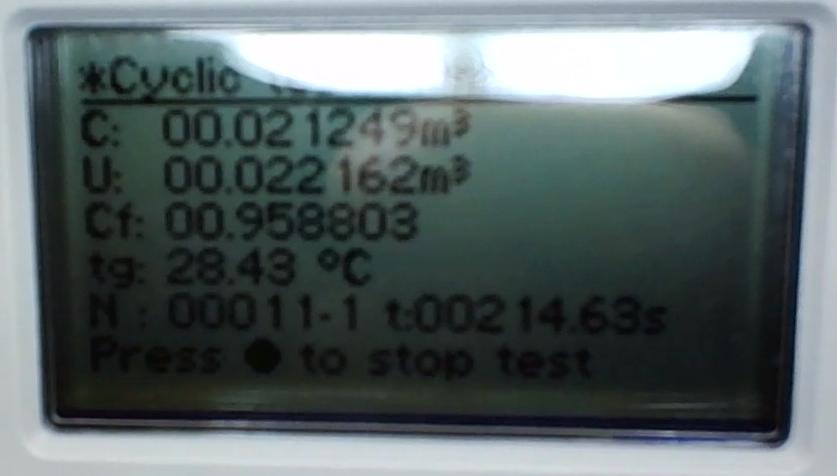 *Cyclic
C: 00.021249m³
U: 00.022162m³
Cf: 00.958803
tg: 28.43 °C
N : 00011-1 t:00214.63s
Press ● to stop test